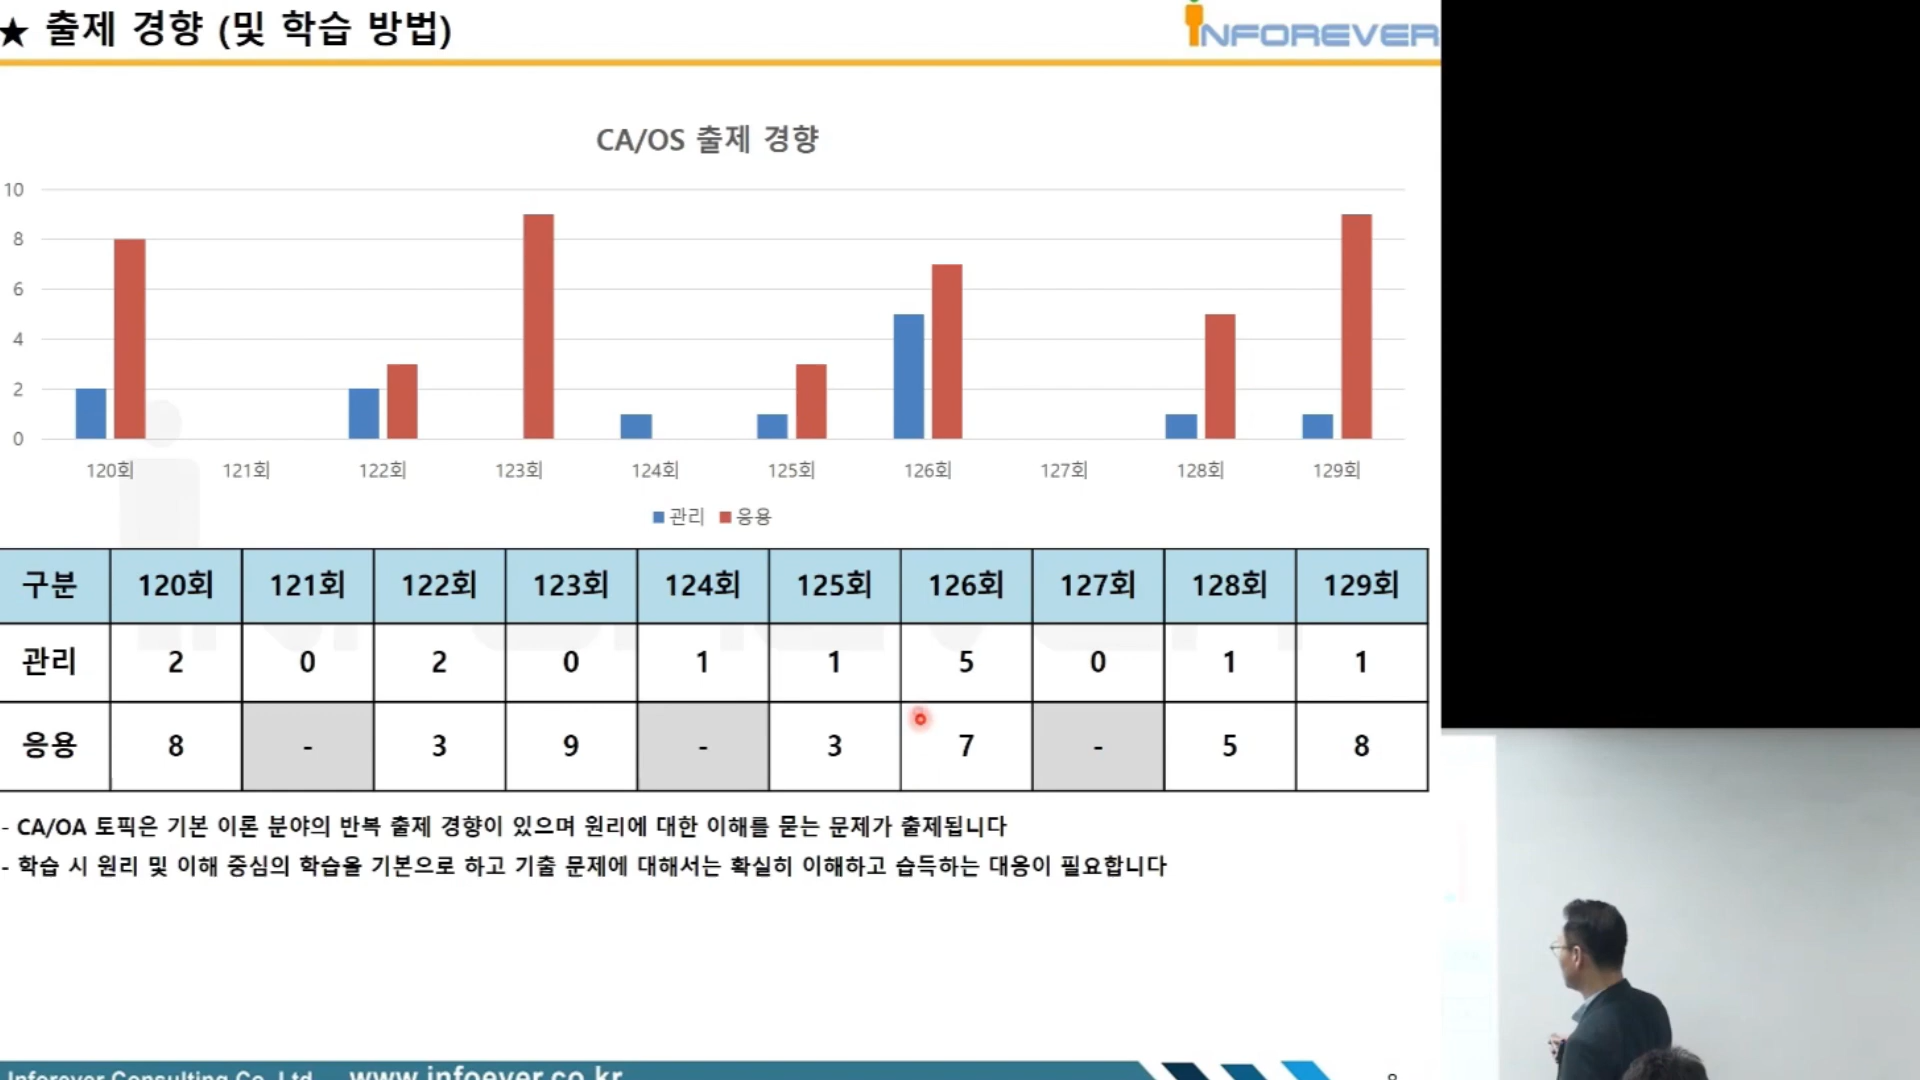 ★ 출제 경향 (및 학습 방법)
INFOREVER
CA/OS 출제 경향
10
8
6
4
2
0
120회 121회 122회 123회 124회 125회 126회 127회 128회 129회
관리 응용
구분 120회 121회 122회 123회 124회 125회 126회 127회 128회 129회
관리 2 0 2 0 1 1 5 0 1 1
응용 8 - 3 9 - 3 7 - 5 8
- CA/OA 토픽은 기본 이론 분야의 반복 출제 경향이 있으며 원리에 대한 이해를 묻는 문제가 출제됩니다
- 학습 시 원리 및 이해 중심의 학습을 기본으로 하고 기출 문제에 대해서는 확실히 이해하고 습득하는 대응이 필요합니다
Inforever Consulting Co. Ltd. www.infoever.co.kr
8